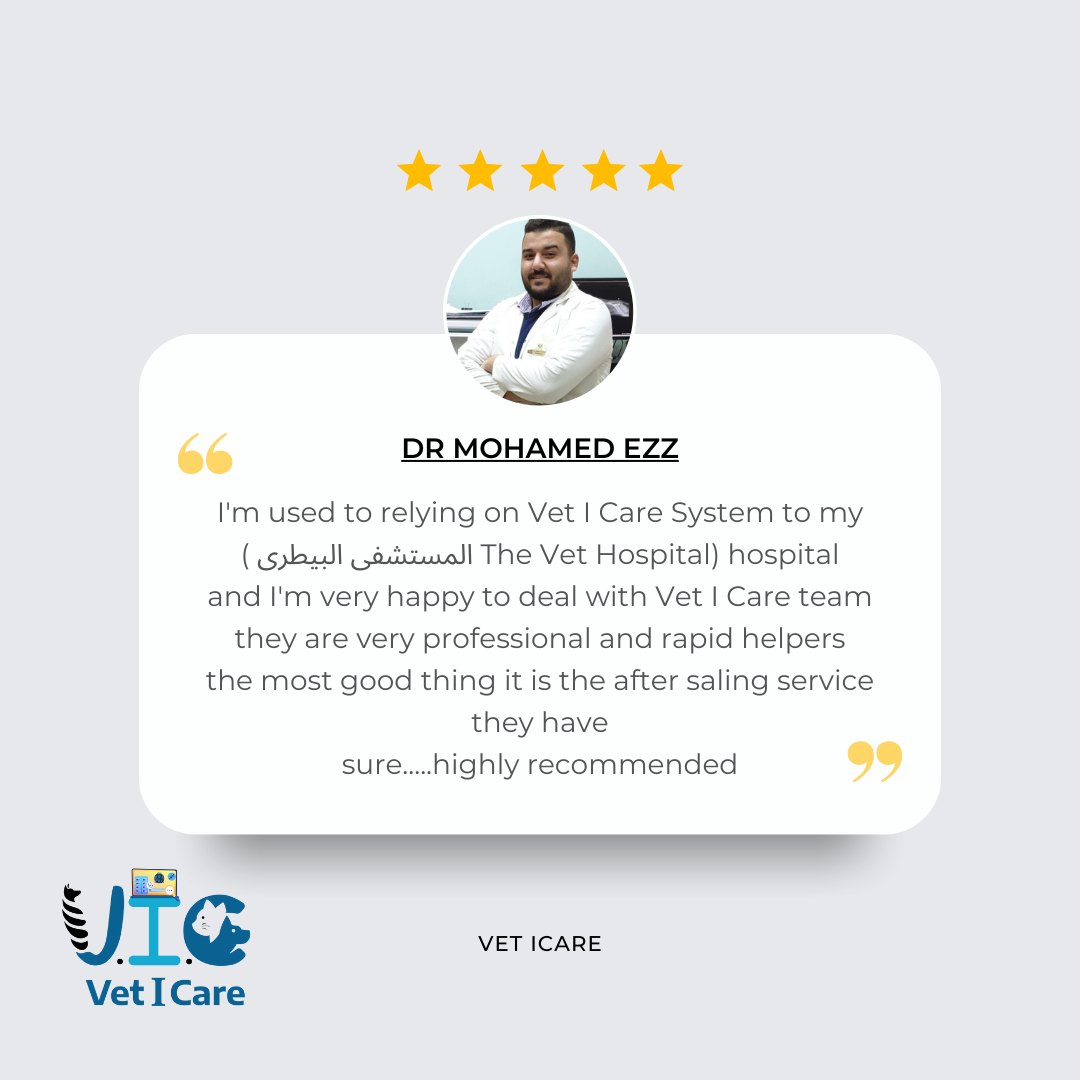 DR MOHAMED EZZ
I'm used to relying on Vet I Care System to my
( المستشفى البيطرى The Vet Hospital) hospital
and I'm very happy to deal with Vet I Care team
they are very professional and rapid helpers
the most good thing it is the after saling service
they have
sure.....highly recommended
V.I.C
Vet I Care
VET ICARE